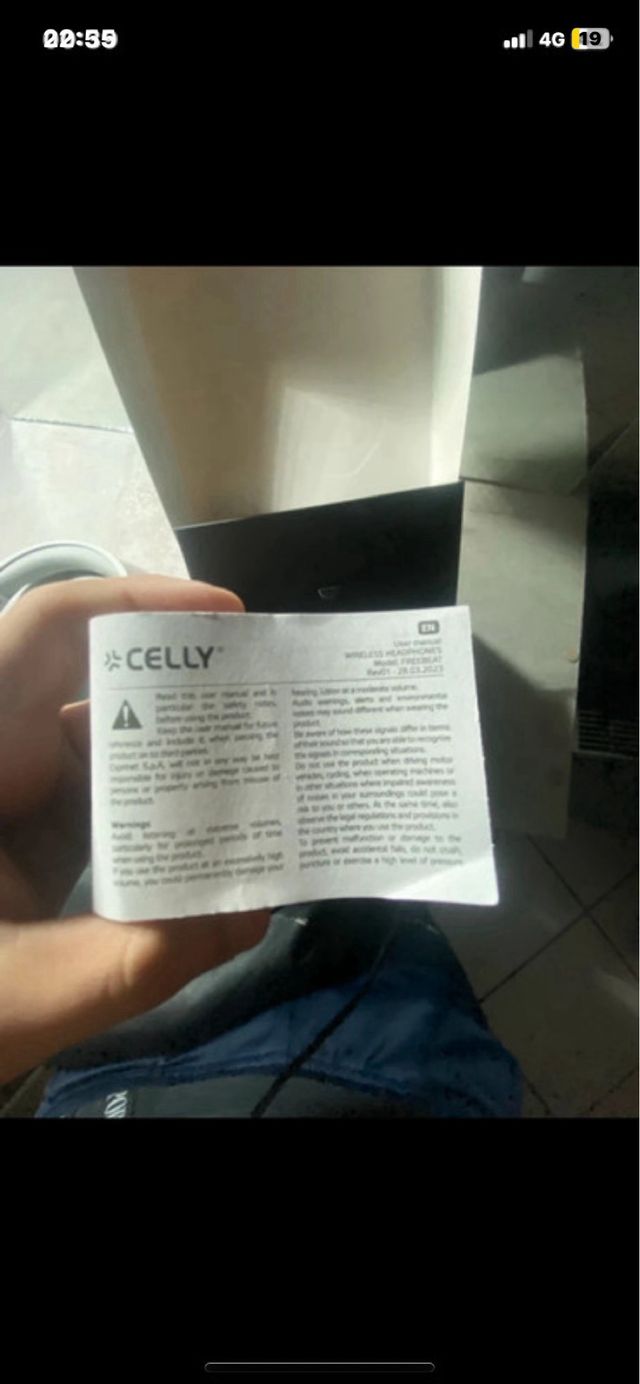 00:55
4G
19
CELLY
EN
User manual
WIRELESS HEADPHONES
Model: FREEBEAT
Rev01 - 28.03.2023
Read this user manual and in
particular the safety notes,
before using the product.
Keep the user manual for future
reference and include it when passing the
product on to third parties.
S.p.A. will not in any way be held
responsible for injury or damage caused to
persons or property arising from misuse of
the product.
Warnings
Avoid listening at extreme volumes,
particularly for prolonged periods of time
when using the product.
If you use the product at an excessively high
volume, you could permanently damage your
hearing. Listen at a moderate volume.
Audio warnings, alerts and environmental
noises may sound different when wearing the
product.
Be aware of how these signals differ in terms
of their sound so that you are able to recognise
the signals in corresponding situations.
Do not use the product when driving motor
vehicles, cycling, when operating machines or
in other situations where impaired awareness
of noises in your surroundings could pose a
risk to you or others. At the same time, also
observe the legal regulations and provisions in
the country where you use the product.
To prevent malfunction or damage to the
product, avoid accidental falls, do not crush,
puncture or exercise a high level of pressure